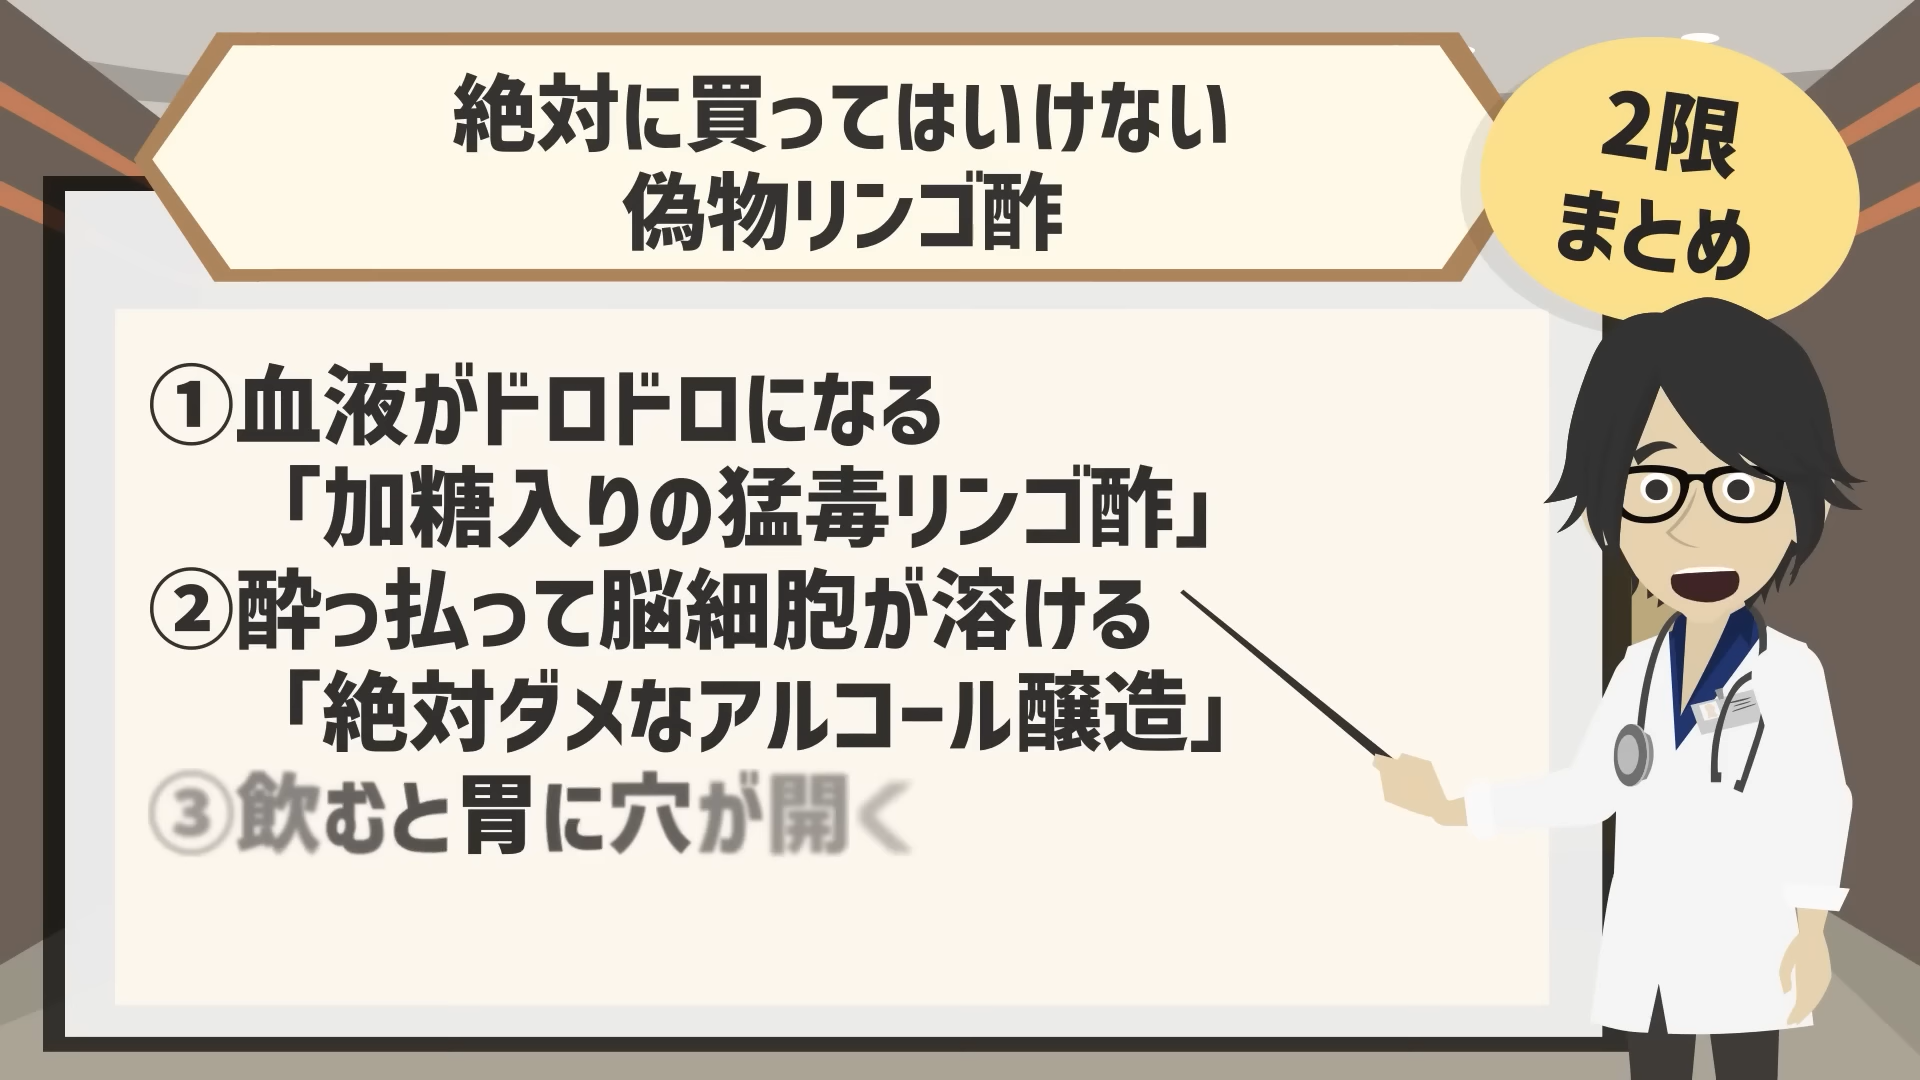 絶対に買ってはいけない
偽物リンゴ酢
2限
まとめ
①血液がドロドロになる
「加糖入りの猛毒リンゴ酢」
②酔っ払って脳細胞が溶ける
「絶対ダメなアルコール醸造」
③飲むと胃に穴が開く